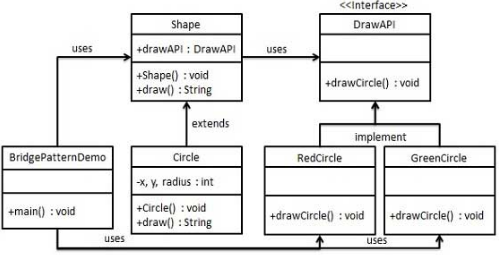 <<Interface>>
Shape
DrawAPI
uses
+drawAPI : DrawAPI
uses
+Shape() : void
+draw() : String
+drawCircle() : void
extends
implement
BridgePatternDemo
Circle
RedCircle
GreenCircle
-x, y, radius : int
+main() : void
+Circle() : void
+draw() : String
+drawCircle() : void
+drawCircle() : void
uses
uses